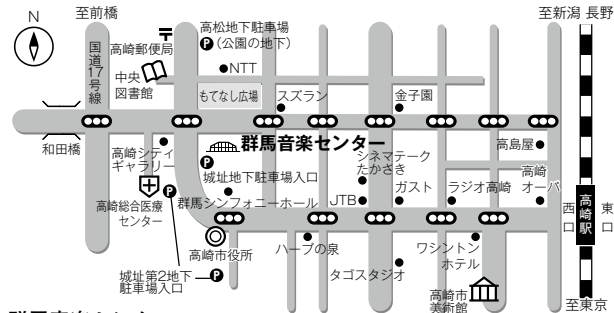 N
至前橋
至新潟 長野
高松地下駐車場
P(公園の地下)
高崎郵便局
国道17号線
中央
図書館
NTT
もてなし広場
スズラン
金子園
和田橋
群馬音楽センター
高島屋
高崎シティ
ギャラリー
P
シネマテーク
たかさき
城址地下駐車場入口
高崎
オーパ
高崎総合医療
センター
P
群馬シンフォニーホール
JTB
ガスト
ラジオ高崎
西口
高崎駅
東口
高崎市役所
ハーブの泉
ワシントン
ホテル
城址第2地下
駐車場入口
P
タゴスタジオ
高崎市
美術館
至東京